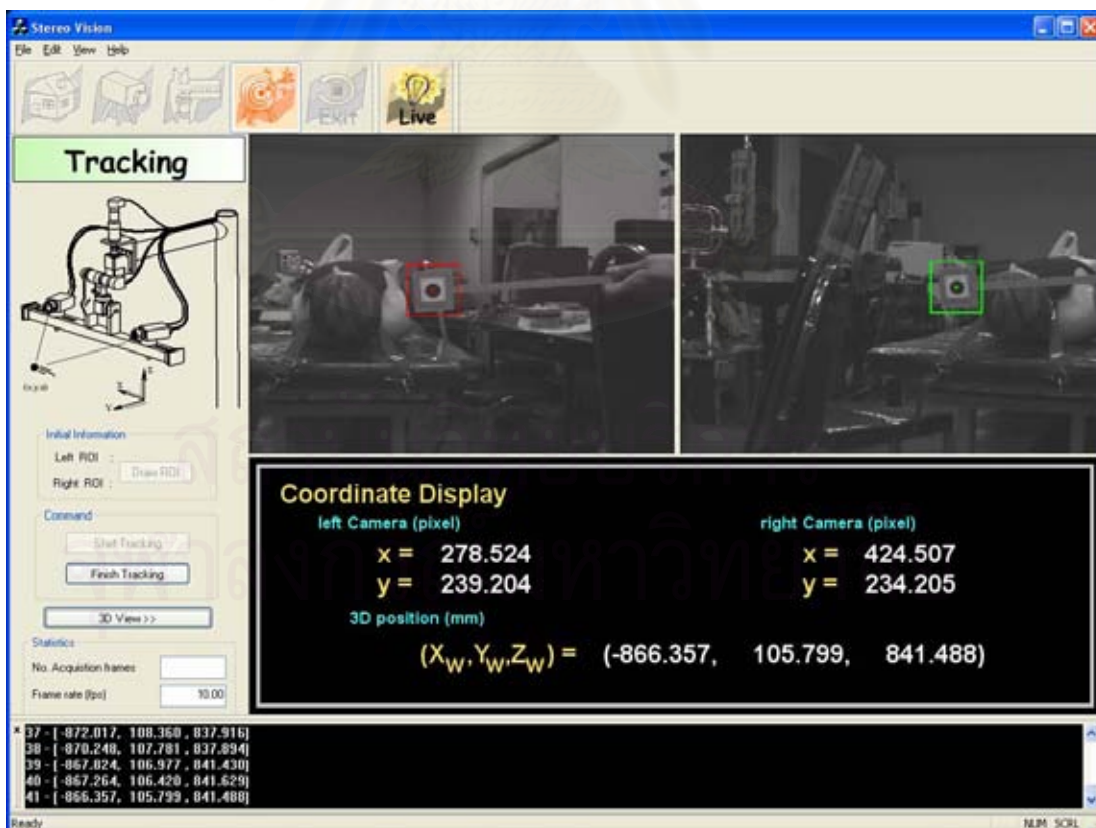 Stereo Vision
File Edit View Help
EXIT
Live
Tracking
Z
X
Y
Initial Information
Left ROI :
Draw ROI
Right ROI :
Command
Start Tracking
Finish Tracking
3D View >>
Statistics
No. Acquistion frames
Frame rate (fps) 10.00
Coordinate Display
left Camera (pixel) right Camera (pixel)
x = 278.524 x = 424.507
y = 239.204 y = 234.205
3D position (mm)
(XW,YW,ZW) = (-866.357, 105.799, 841.488)
37 - [-872.017, 108.360 , 837.916]
38 - [-870.248, 107.781 , 837.894]
39 - [-867.824, 106.977 , 841.430]
40 - [-867.264, 106.420 , 841.629]
41 - [-866.357, 105.799 , 841.488]
Ready NUM SCRL